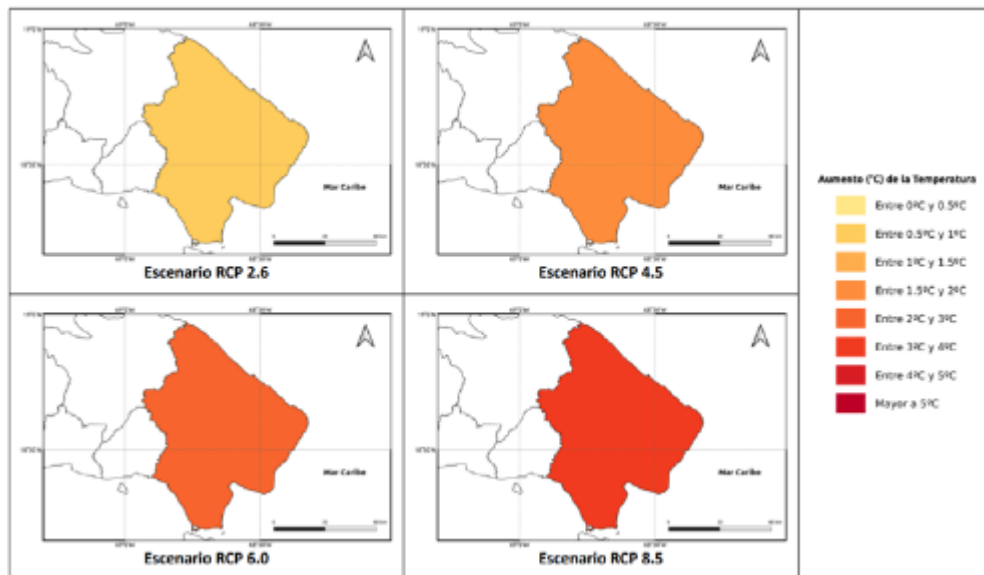 Mar Caribe
Escenario RCP 2.6
Mar Caribe
Escenario RCP 4.5
Mar Caribe
Escenario RCP 6.0
Mar Caribe
Escenario RCP 8.5
Aumento (°C) de la Temperatura
Entre 0ºC y 0.5ºC
Entre 0.5ºC y 1ºC
Entre 1ºC y 1.5ºC
Entre 1.5ºC y 2ºC
Entre 2ºC y 3ºC
Entre 3ºC y 4ºC
Entre 4ºC y 5ºC
Mayor a 5ºC